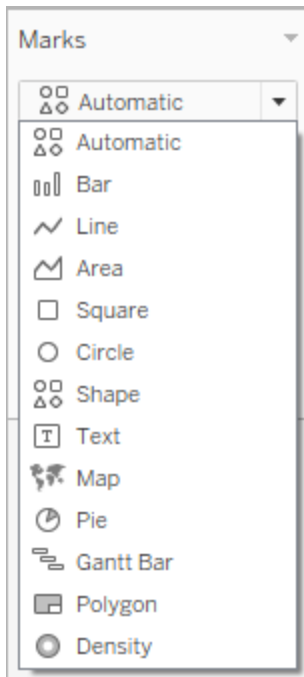 Marks
Automatic
Automatic
Bar
Line
Area
Square
Circle
Shape
T Text
Map
Pie
Gantt Bar
Polygon
Density